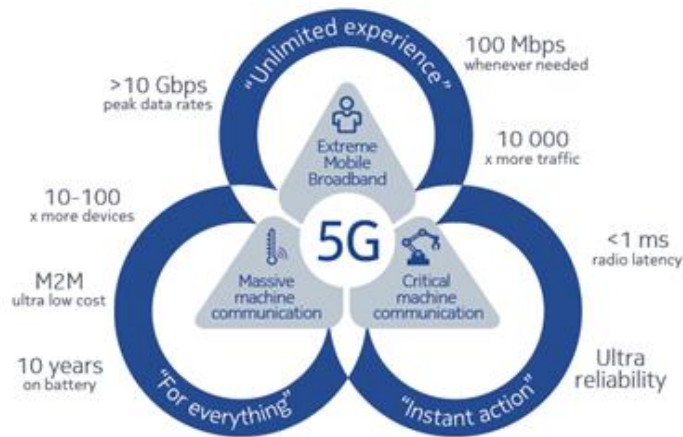 "Unlimited experience"
100 Mbps
whenever needed
>10 Gbps
peak data rates
10 000
x more traffic
Extreme
Mobile
Broadband
10-100
x more devices
5G
<1 ms
radio latency
M2M
ultra low cost
Massive
machine
communication
Critical
machine
communication
10 years
on battery
Ultra
reliability
"For everything"
"Instant action"